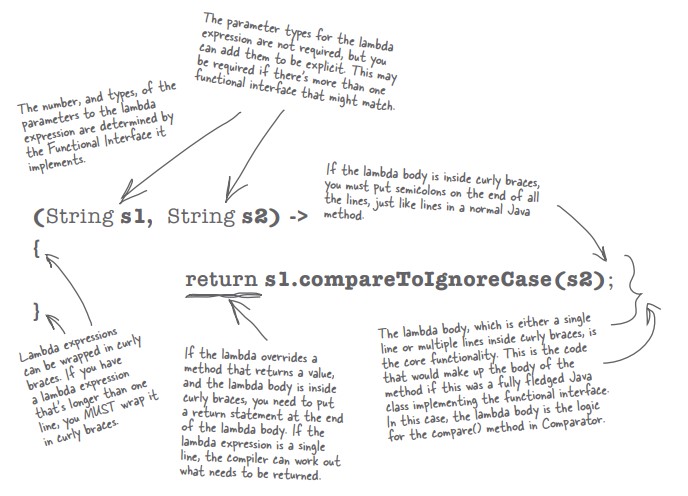 The parameter types for the lambda
expression are not required, but you
can add them to be explicit. This may
be required if there's more than one
functional interface that might match.
The number, and types, of the
parameters to the lambda
expression are determined by
the Functional Interface it
implements.
If the lambda body is inside curly braces,
you must put semicolons on the end of all
the lines, just like lines in a normal Java
method.
(String s1, String s2) ->
{
return s1.compareToIgnoreCase(s2);
}
Lambda expressions
can be wrapped in curly
braces. If you have
a lambda expression
that's longer than one
line, you MUST wrap it
in curly braces.
If the lambda overrides a
method that returns a value,
and the lambda body is inside
curly braces, you need to put
a return statement at the end
of the lambda body. If the
lambda expression is a single
line, the compiler can work out
what needs to be returned.
The lambda body, which is either a single
line or multiple lines inside curly braces, is
the core functionality. This is the code
that would make up the body of the
method if this was a fully fledged Java
class implementing the functional interface.
In this case, the lambda body is the logic
for the compare() method in Comparator.